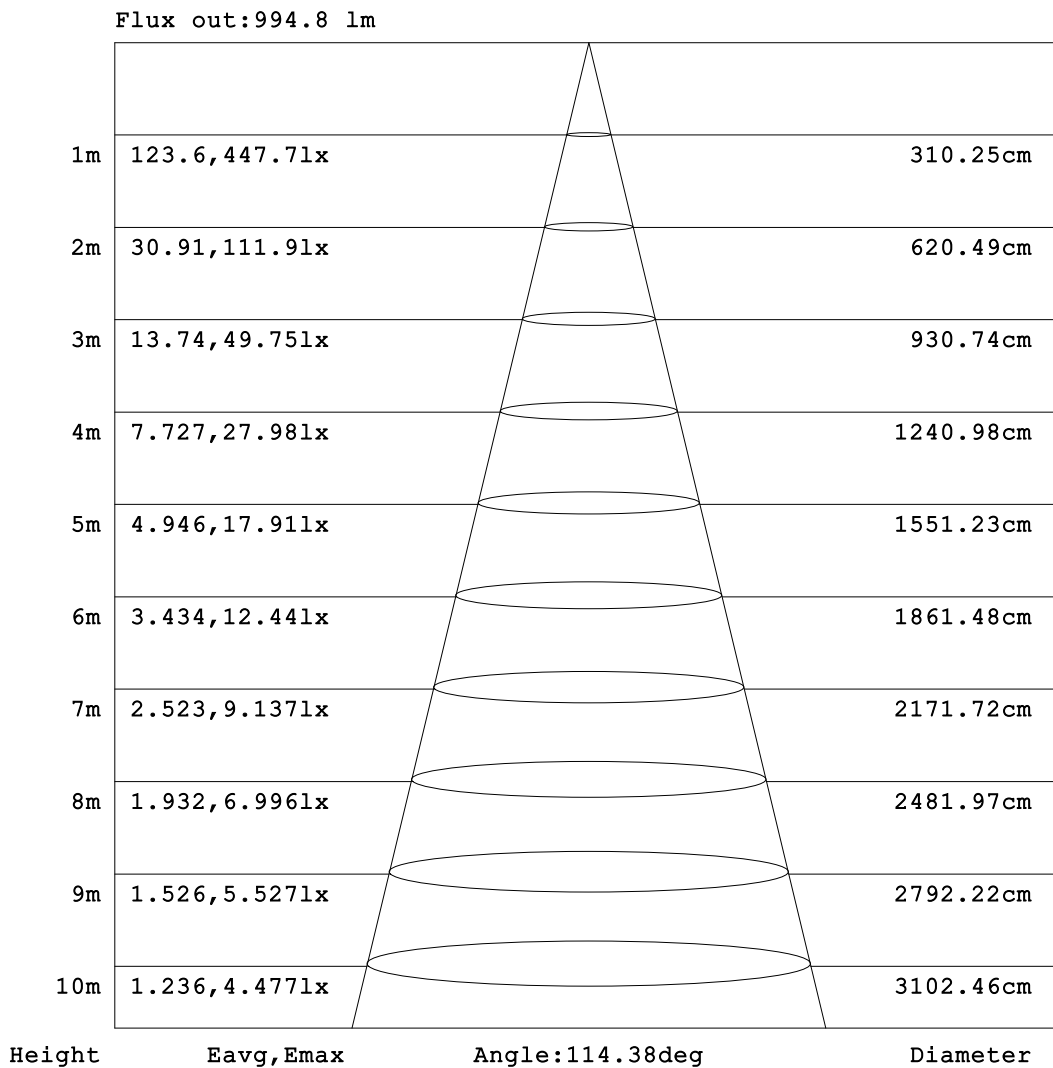 Flux out:994.8 lm
1m 123.6,447.7lx 310.25cm
2m 30.91,111.9lx 620.49cm
3m 13.74,49.75lx 930.74cm
4m 7.727,27.98lx 1240.98cm
5m 4.946,17.91lx 1551.23cm
6m 3.434,12.44lx 1861.48cm
7m 2.523,9.137lx 2171.72cm
8m 1.932,6.996lx 2481.97cm
9m 1.526,5.527lx 2792.22cm
10m 1.236,4.477lx 3102.46cm
Height Eavg,Emax Angle:114.38deg Diameter